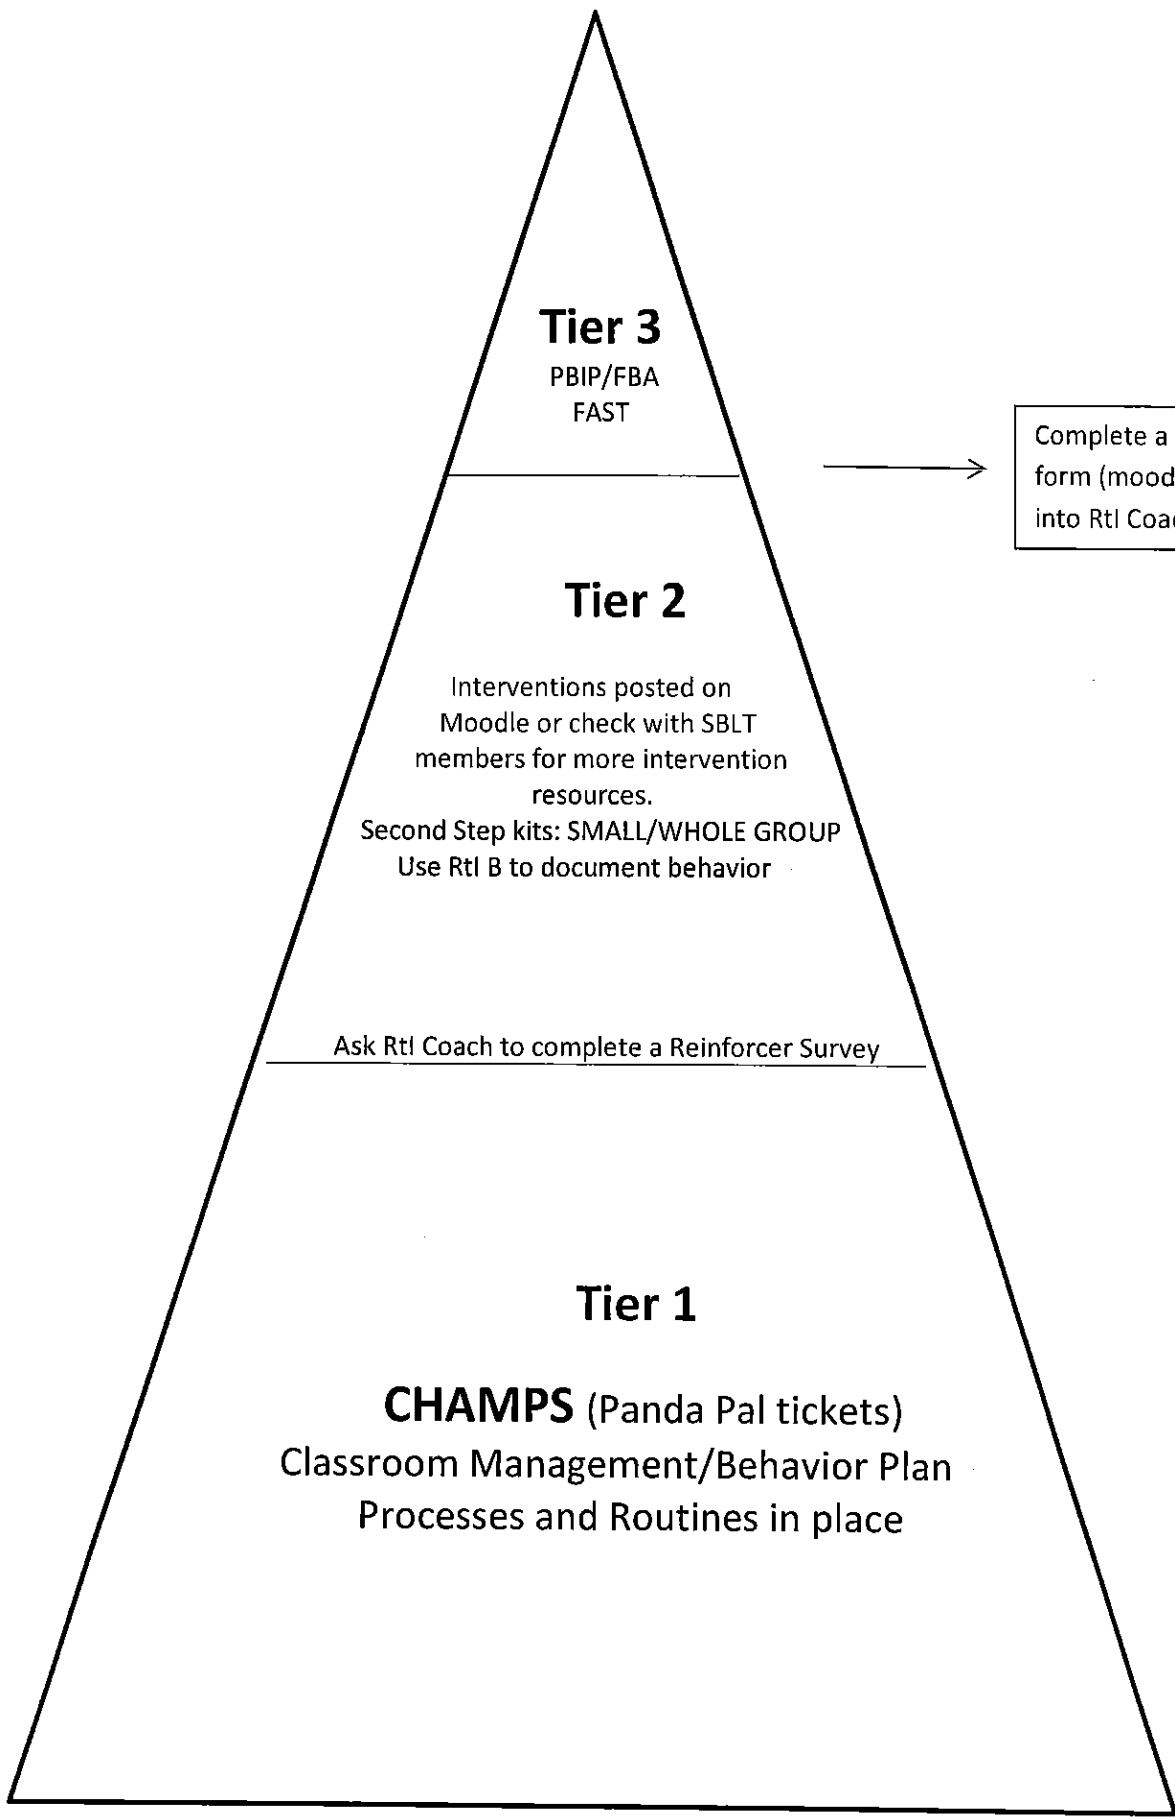 Tier 3
PBIP/FBA
FAST
Complete a
form (mood
into RtI Coa
Tier 2
Interventions posted on
Moodle or check with SBLT
members for more intervention
resources.
Second Step kits: SMALL/WHOLE GROUP
Use RtI B to document behavior
Ask RtI Coach to complete a Reinforcer Survey
Tier 1
CHAMPS (Panda Pal tickets)
Classroom Management/Behavior Plan
Processes and Routines in place